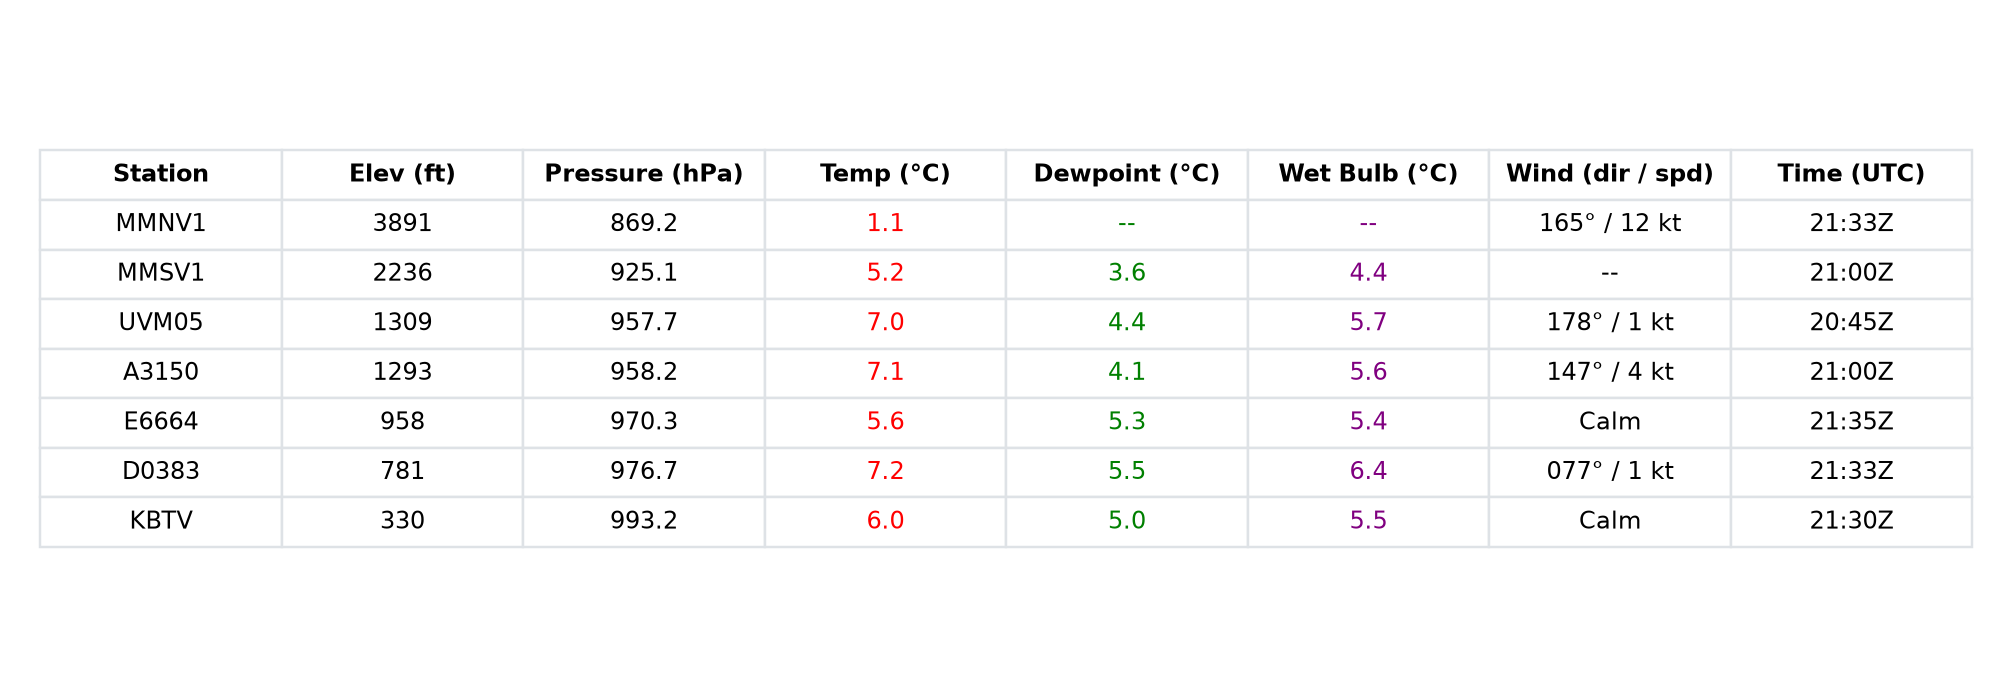 Station Elev (ft) Pressure (hPa) Temp (°C) Dewpoint (°C) Wet Bulb (°C) Wind (dir / spd) Time (UTC)
MMNV1 3891 869.2 1.1 -- -- 165° / 12 kt 21:33Z
MMSV1 2236 925.1 5.2 3.6 4.4 -- 21:00Z
UVM05 1309 957.7 7.0 4.4 5.7 178° / 1 kt 20:45Z
A3150 1293 958.2 7.1 4.1 5.6 147° / 4 kt 21:00Z
E6664 958 970.3 5.6 5.3 5.4 Calm 21:35Z
D0383 781 976.7 7.2 5.5 6.4 077° / 1 kt 21:33Z
KBTV 330 993.2 6.0 5.0 5.5 Calm 21:30Z